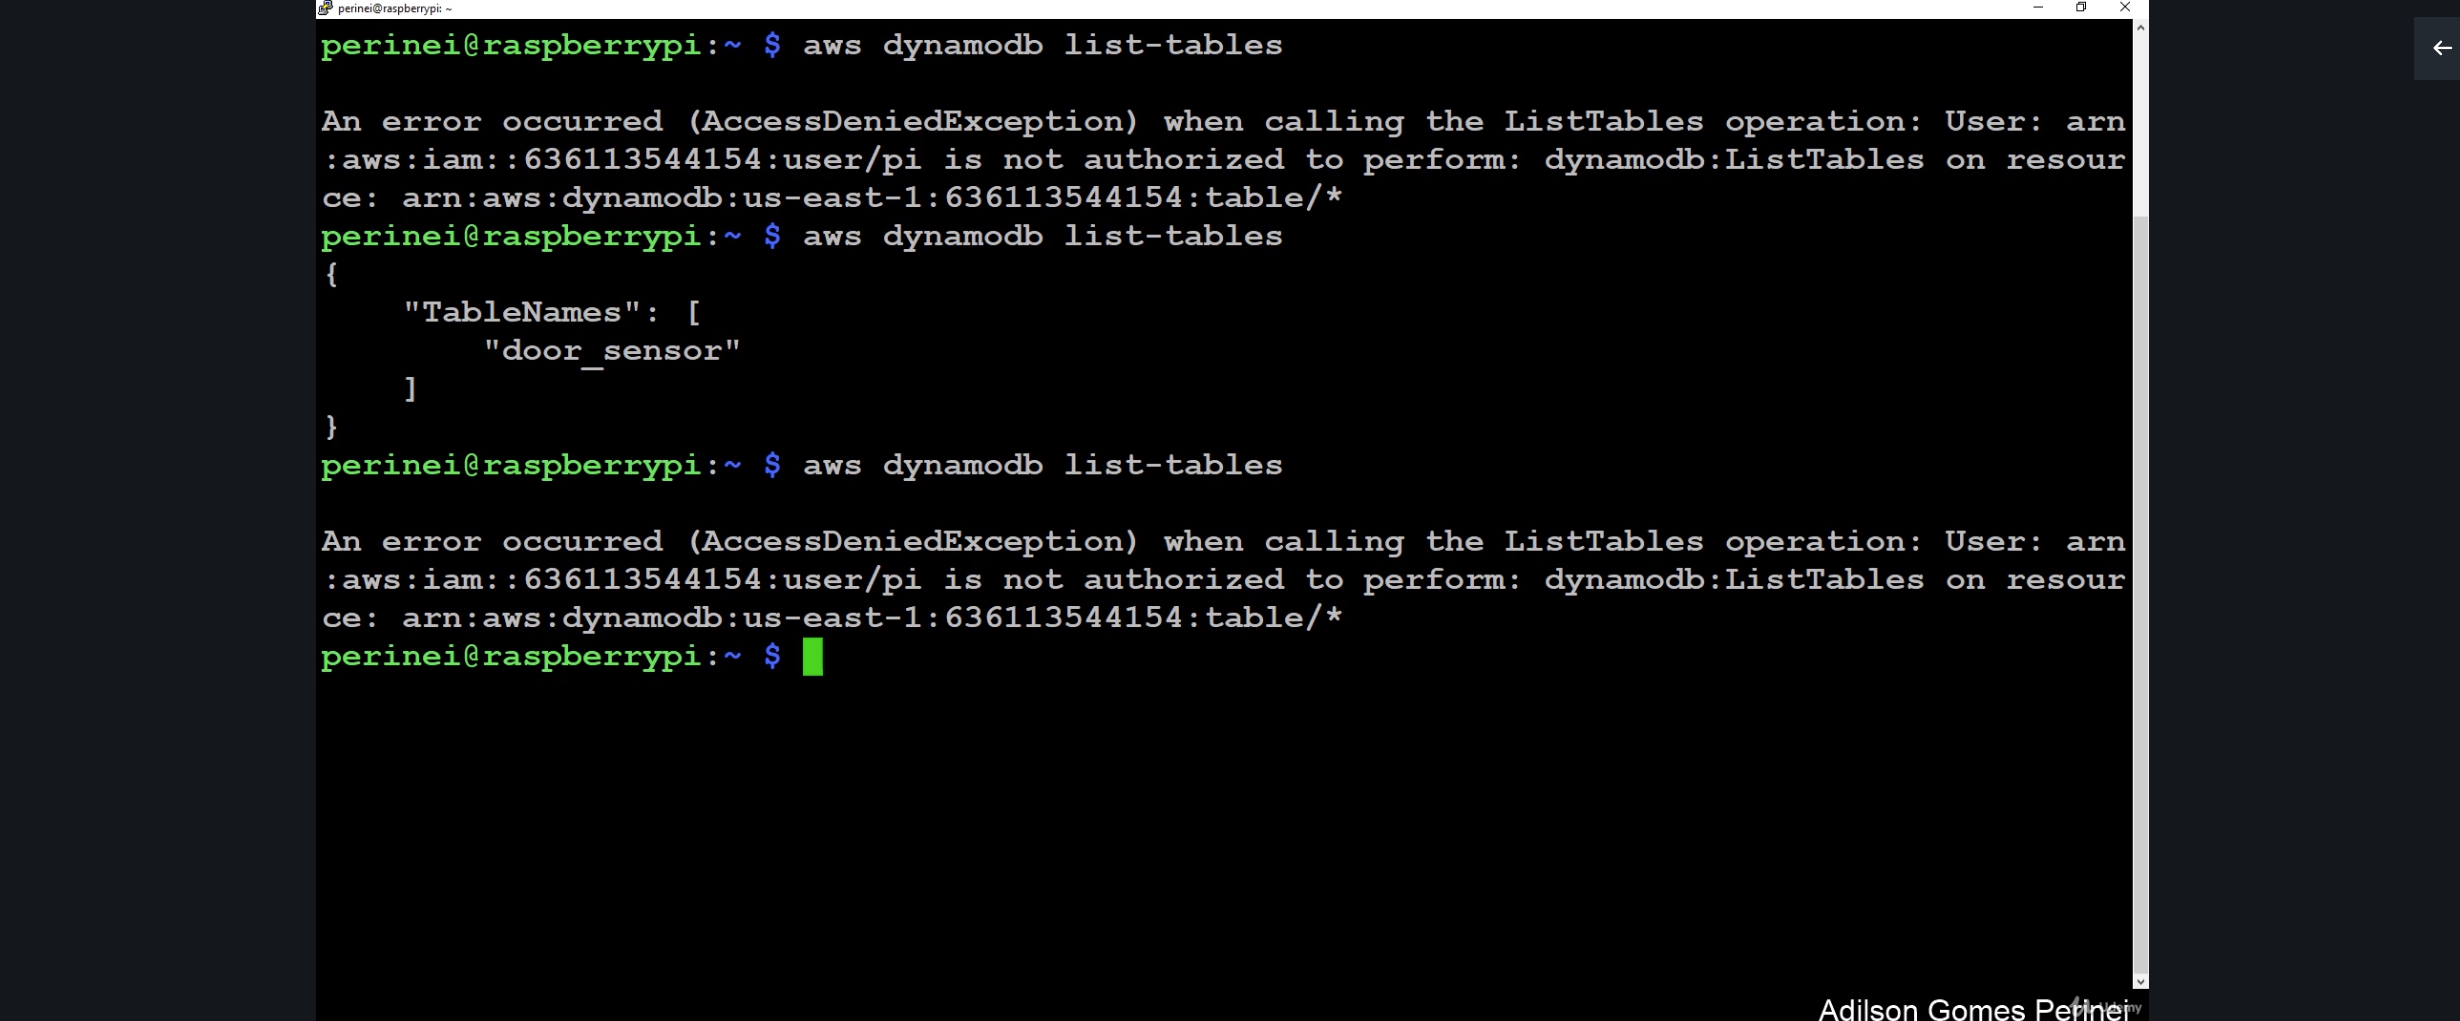 perinei@raspberrypi: ~
perinei@raspberrypi:~ $ aws dynamodb list-tables
An error occurred (AccessDeniedException) when calling the ListTables operation: User: arn
:aws:iam::636113544154:user/pi is not authorized to perform: dynamodb:ListTables on resour
ce: arn:aws:dynamodb:us-east-1:636113544154:table/*
perinei@raspberrypi:~ $ aws dynamodb list-tables
{
    "TableNames": [
        "door_sensor"
    ]
}
perinei@raspberrypi:~ $ aws dynamodb list-tables
An error occurred (AccessDeniedException) when calling the ListTables operation: User: arn
:aws:iam::636113544154:user/pi is not authorized to perform: dynamodb:ListTables on resour
ce: arn:aws:dynamodb:us-east-1:636113544154:table/*
perinei@raspberrypi:~ $
Adilson Gomes Perinei